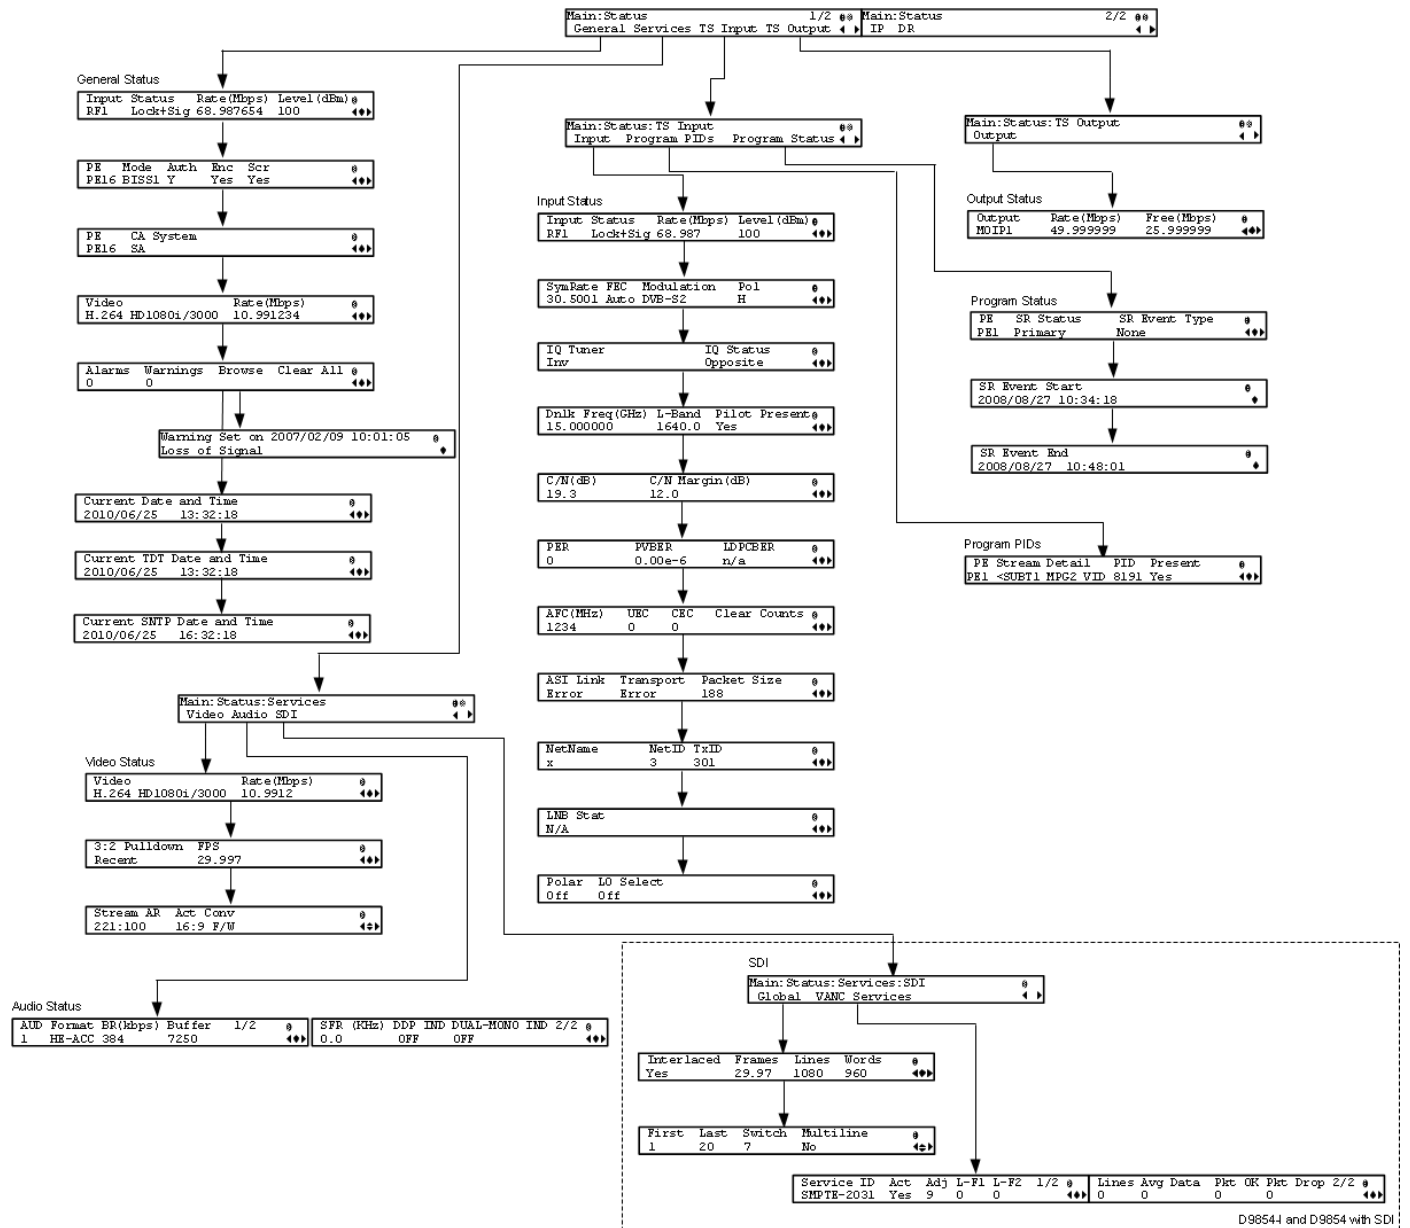 Main:Status 1/2
General Services TS Input TS Output
Main:Status 2/2
IP DR
General Status
Input Status Rate(Mbps) Level(dBm)
RF1 Lock+Sig 68.987654 100
PE Mode Auth Enc Scr
PE16 BISS1 Y Yes Yes
PE CA System
PE16 SA
Video Rate(Mbps)
H.264 HD1080i/3000 10.991234
Alarms Warnings Browse Clear All
0 0
Warning Set on 2007/02/09 10:01:05
Loss of Signal
Current Date and Time
2010/06/25 13:32:18
Current TDT Date and Time
2010/06/25 13:32:18
Current SNTP Date and Time
2010/06/25 16:32:18
Main:Status:Services
Video Audio SDI
Video Status
Video Rate(Mbps)
H.264 HD1080i/3000 10.9912
3:2 Pulldown FPS
Recent 29.997
Stream AR Act Conv
221:100 16:9 F/W
Audio Status
AUD Format BR(kbps) Buffer 1/2
1 HE-ACC 384 7250
SFR (KHz) DDP IND DUAL-MONO IND 2/2
0.0 OFF OFF
Main:Status:TS Input
Input Program PIDs Program Status
Input Status
Input Status Rate(Mbps) Level(dBm)
RF1 Lock+Sig 68.987 100
SymRate FEC Modulation Pol
30.5001 Auto DVB-S2 H
IQ Tuner IQ Status
Inv Opposite
Dnlk Freq(GHz) L-Band Pilot Present
15.000000 1640.0 Yes
C/N(dB) C/N Margin(dB)
19.3 12.0
PER PVBER LDPCBER
0 0.00e-6 n/a
AFC(MHz) UEC CEC Clear Counts
1234 0 0
ASI Link Transport Packet Size
Error Error 188
NetName NetID TxID
x 3 301
LNB Stat
N/A
Polar LO Select
Off Off
Main:Status:TS Output
Output
Output Status
Output Rate(Mbps) Free(Mbps)
MOIP1 49.999999 25.999999
Program Status
PE SR Status SR Event Type
PE1 Primary None
SR Event Start
2008/08/27 10:34:18
SR Event End
2008/08/27 10:48:01
Program PIDs
PE Stream Detail PID Present
PE1 <SUBT1 MPG2 VID 8191 Yes
SDI
Main:Status:Services:SDI
Global VANC Services
Interlaced Frames Lines Words
Yes 29.97 1080 960
First Last Switch Multiline
1 20 7 No
Service ID Act Adj L-F1 L-F2 1/2
SMPTE-2031 Yes 9 0 0
Lines Avg Data Pkt OK Pkt Drop 2/2
0 0 0 0
D9854-I and D9854 with SDI